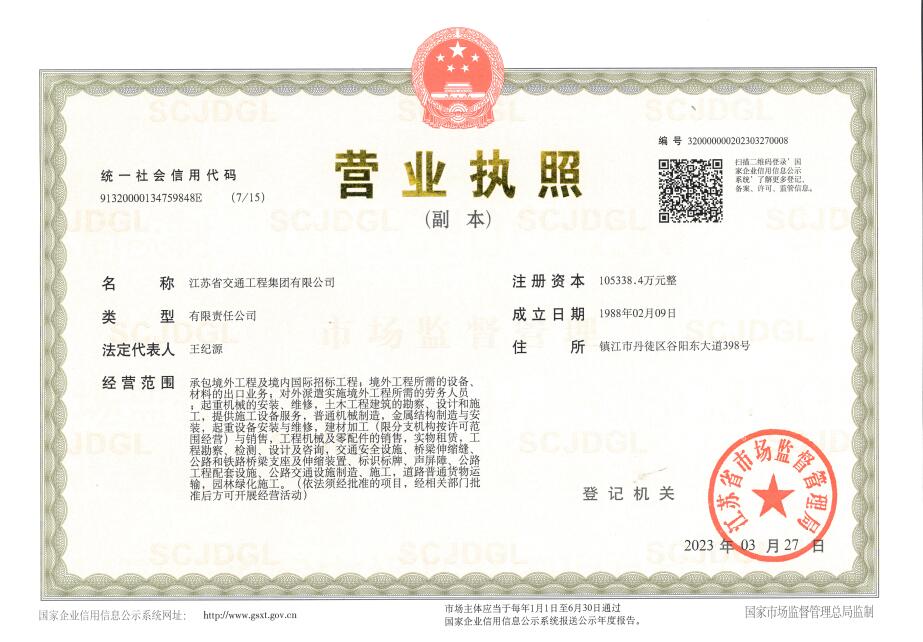 编 号 320000000202303270008
统一社会信用代码
91320000134759848E (7/15)
营业执照
(副 本)
扫描二维码登录‘国
家企业信用信息公示
系统’了解更多登记、
备案、许可、监管信息。
名 称 江苏省交通工程集团有限公司
注册资本 105338.4万元整
类 型 有限责任公司
成立日期 1988年02月09日
法定代表人 王纪源
住 所 镇江市丹徒区谷阳东大道398号
经营范围 承包境外工程及境内国际招标工程；境外工程所需的设备、
材料的出口业务；对外派遣实施境外工程所需的劳务人员
；起重机械的安装、维修，土木工程建筑的勘察、设计和施
工，提供施工设备服务，普通机械制造，金属结构制造与安
装，起重设备安装与维修，建材加工（限分支机构按许可范
围经营）与销售，工程机械及零配件的销售，实物租赁，工
程勘察、检测、设计及咨询，交通安全设施、桥梁伸缩缝、
公路和铁路桥梁支座及伸缩装置、标识标牌、声屏障、公路
工程配套设施、公路交通设施制造、施工，道路普通货物运
输，园林绿化施工。（依法须经批准的项目，经相关部门批
准后方可开展经营活动）
登记机关
江苏省市场监督管理局
2023 年 03 月 27 日
国家企业信用信息公示系统网址： http://www.gsxt.gov.cn
市场主体应当于每年1月1日至6月30日通过
国家企业信用信息公示系统报送公示年度报告。
国家市场监督管理总局监制
SCJDGL
市场监督管理